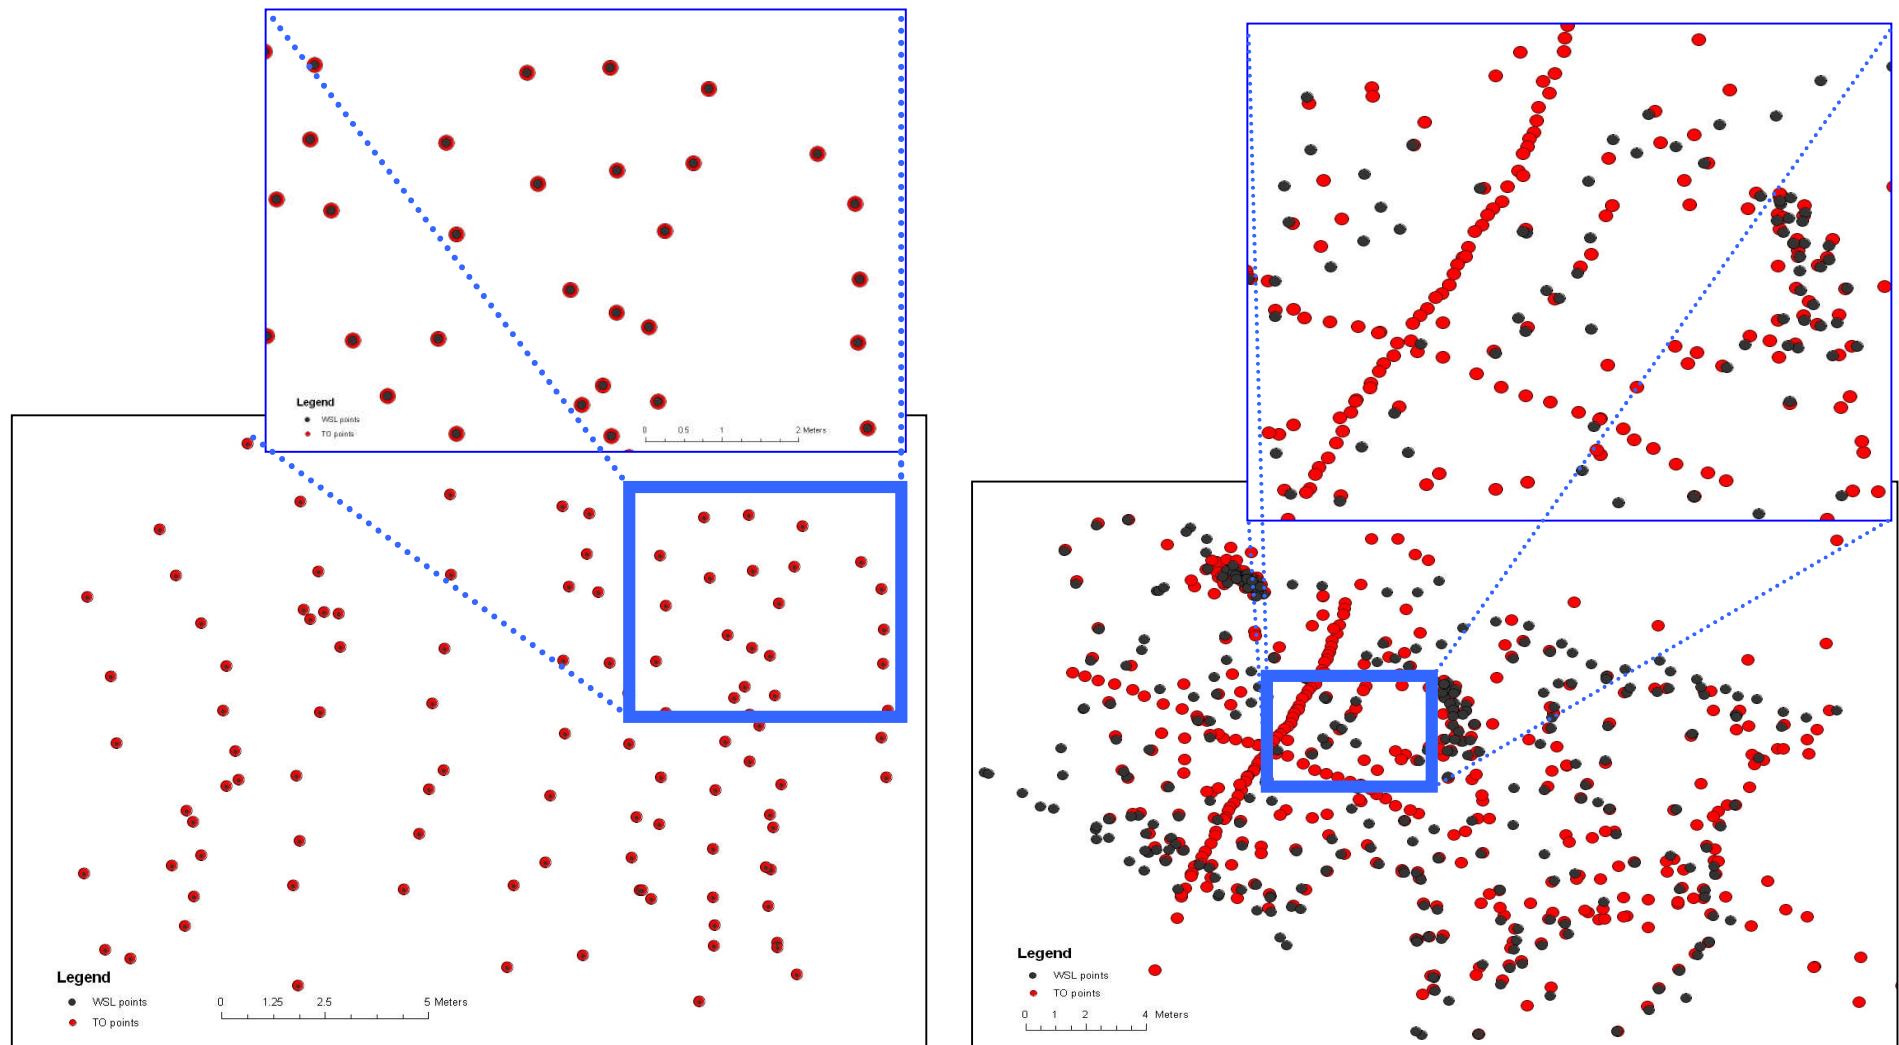 Legend
WSL points
TO points
0 0.5 1 2 Meters
Legend
WSL points
TO points
0 1.25 2.5 5 Meters
Legend
WSL points
TO points
0 1 2 4 Meters